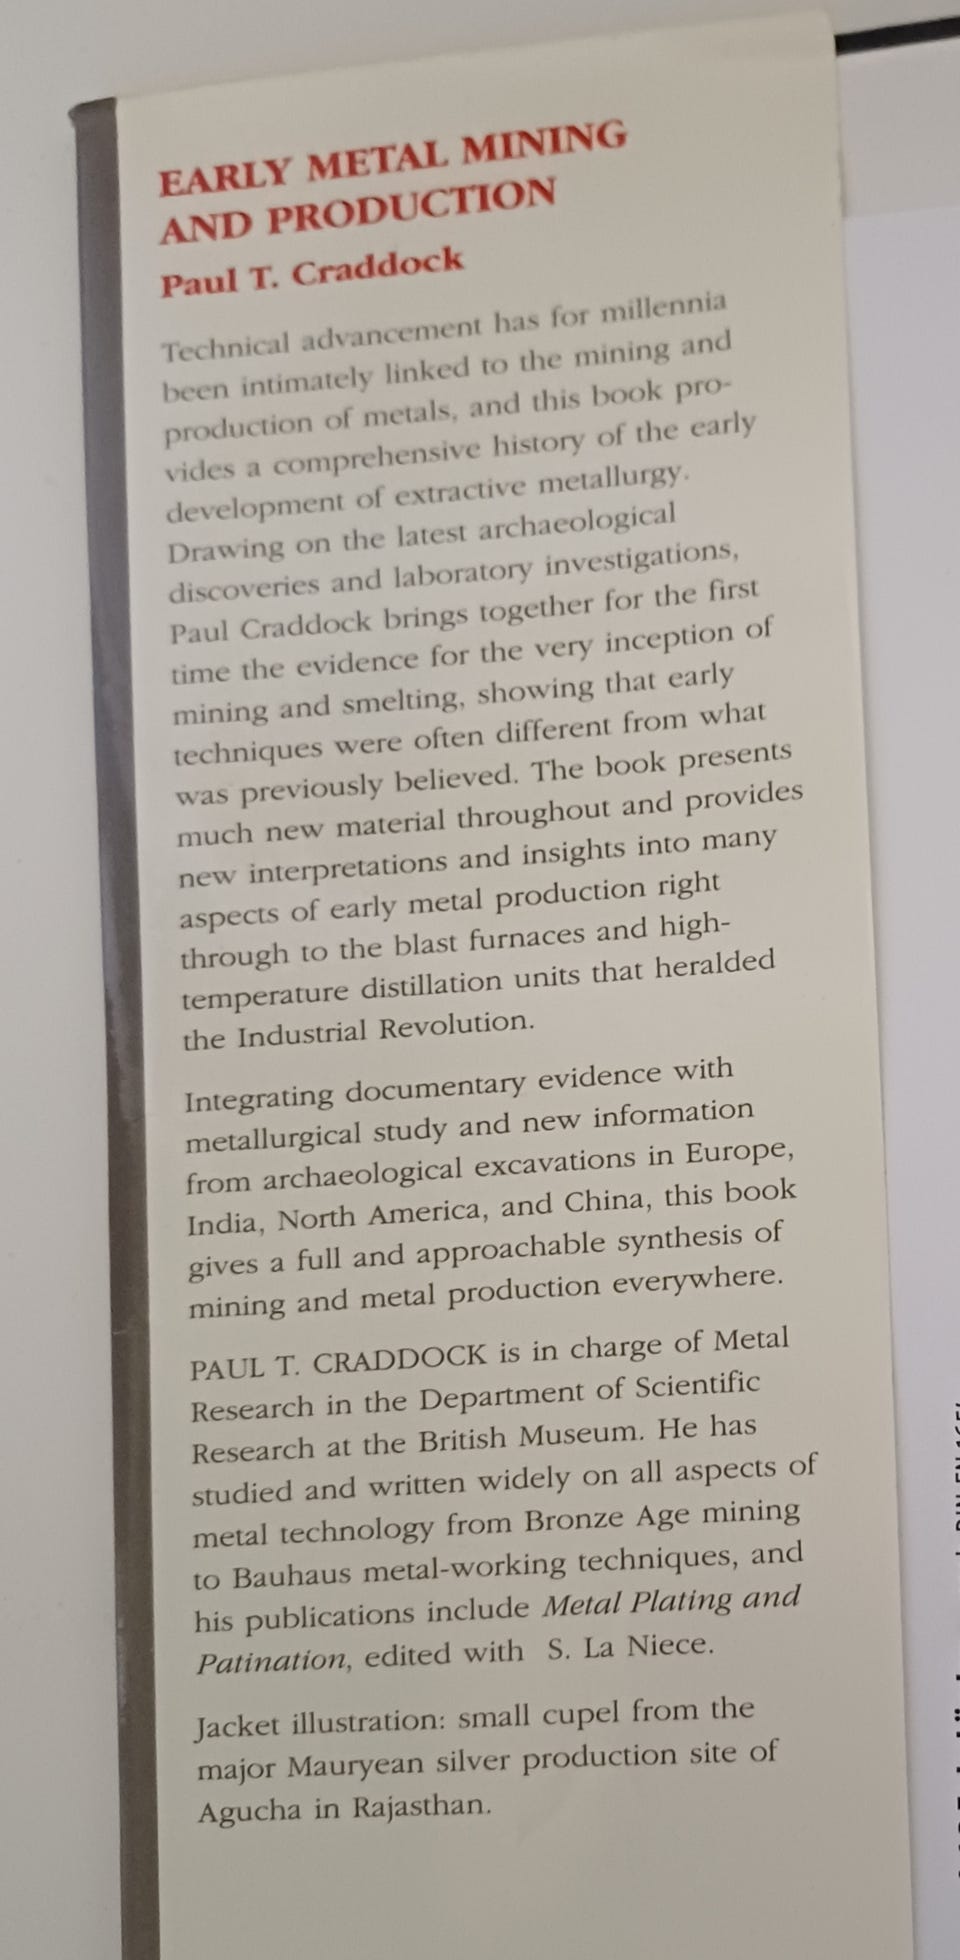 EARLY METAL MINING
AND PRODUCTION
Paul T. Craddock
Technical advancement has for millennia
been intimately linked to the mining and
production of metals, and this book pro-
vides a comprehensive history of the early
development of extractive metallurgy.
Drawing on the latest archaeological
discoveries and laboratory investigations,
Paul Craddock brings together for the first
time the evidence for the very inception of
mining and smelting, showing that early
techniques were often different from what
was previously believed. The book presents
much new material throughout and provides
new interpretations and insights into many
aspects of early metal production right
through to the blast furnaces and high-
temperature distillation units that heralded
the Industrial Revolution.
Integrating documentary evidence with
metallurgical study and new information
from archaeological excavations in Europe,
India, North America, and China, this book
gives a full and approachable synthesis of
mining and metal production everywhere.
PAUL T. CRADDOCK is in charge of Metal
Research in the Department of Scientific
Research at the British Museum. He has
studied and written widely on all aspects of
metal technology from Bronze Age mining
to Bauhaus metal-working techniques, and
his publications include Metal Plating and
Patination, edited with S. La Niece.
Jacket illustration: small cupel from the
major Mauryean silver production site of
Agucha in Rajasthan.